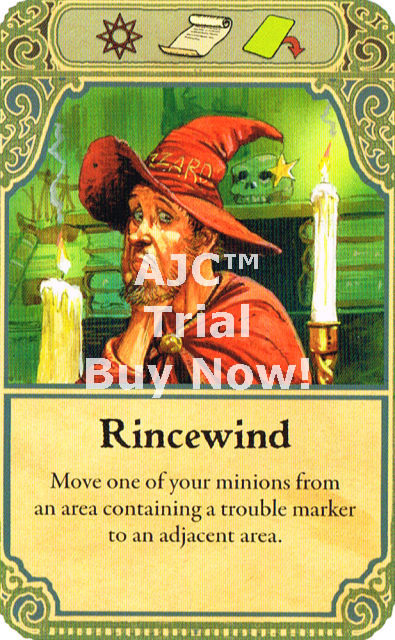 ZZARD
AJC™
Trial
Buy Now!
Rincewind
Move one of your minions from
an area containing a trouble marker
to an adjacent area.